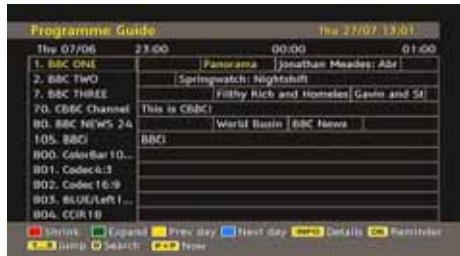 Programme Guide Thu 27/07 13:01
Thu 07/06 23:00 00:00 01:00
1. BBC ONE Panorama Jonathan Meades: Abr
2. BBC TWO Springwatch: Nightshift
7. BBC THREE Filthy Rich and Homeles Gavin and St
70. CBBC Channel This is CBBC!
80. BBC NEWS 24 World Busin BBC News
105. BBCi BBCi
800. ColorBar10...
801. Codec4:3
802. Codec16:9
803. BLUE/Left1...
804. CCIR18
Shrink Expand Prev day Next day INFO Details OK Reminder
Jump Search P+P Now